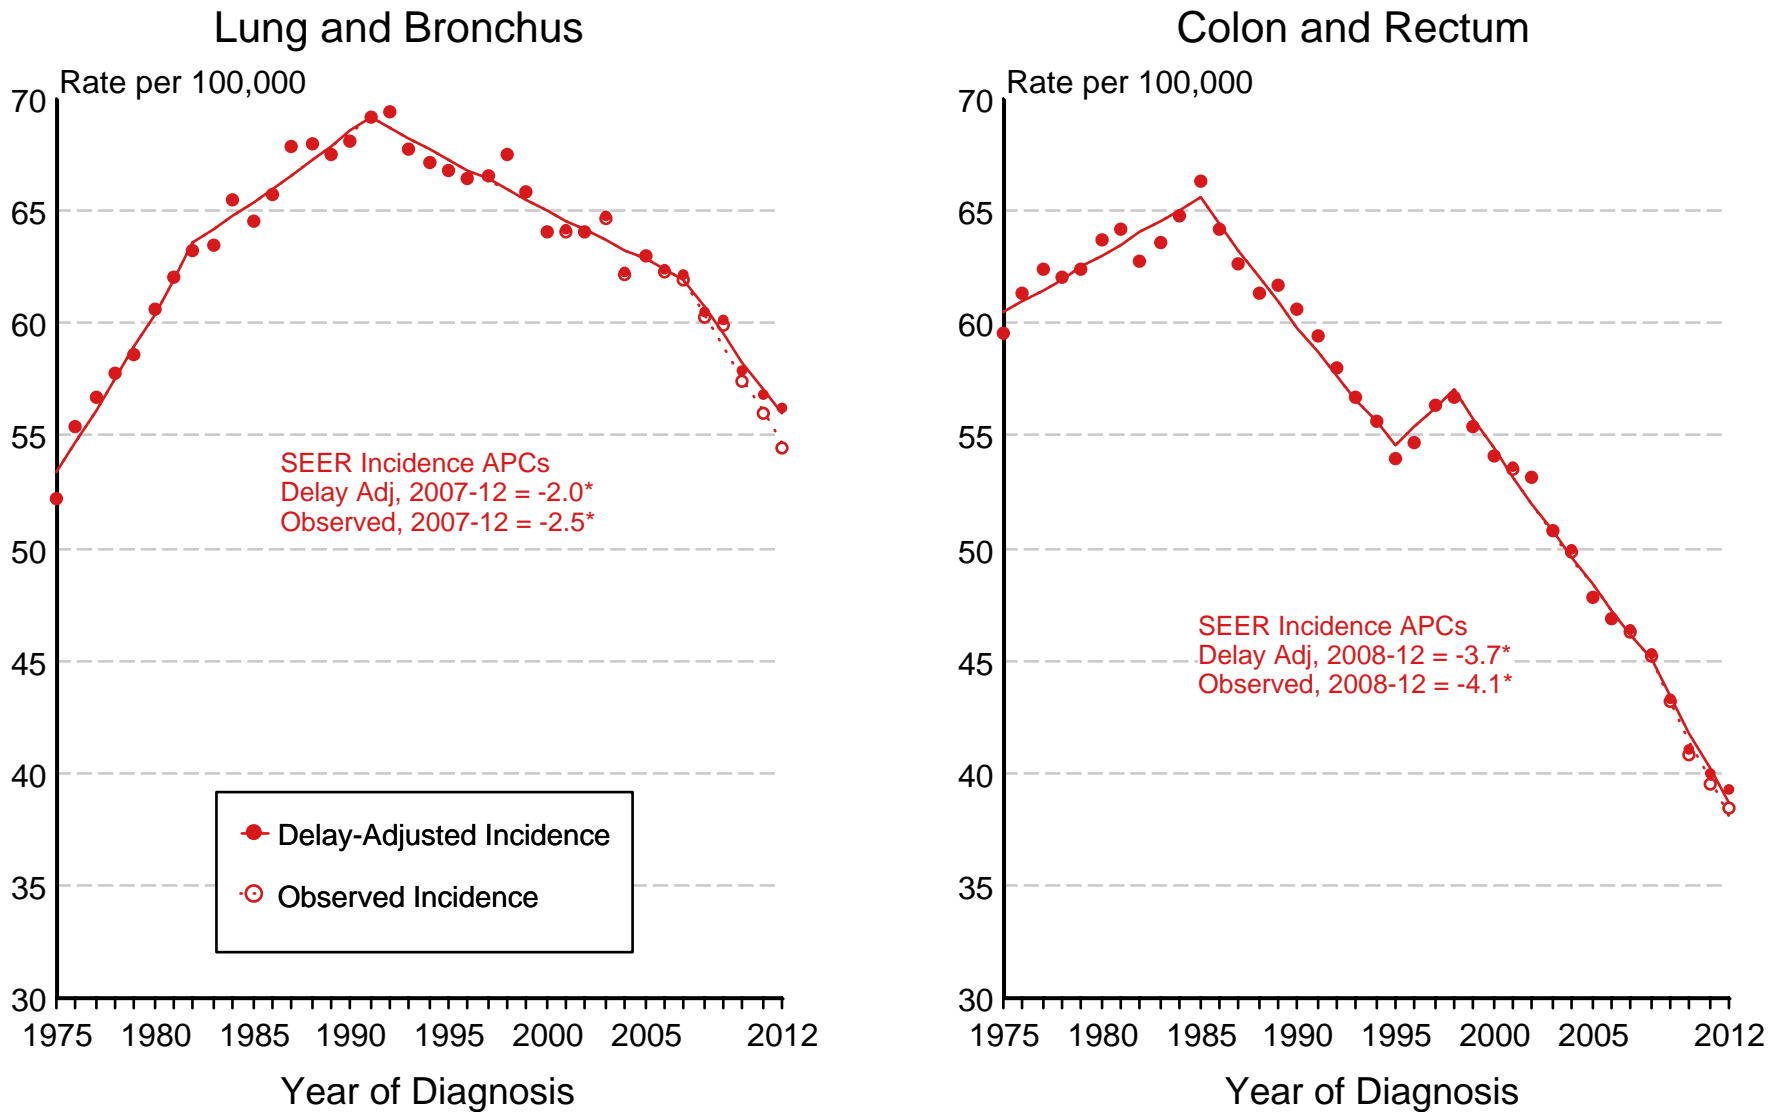 Lung and Bronchus
Rate per 100,000
70
65
60
55
50
45
40
35
30
SEER Incidence APCs
Delay Adj, 2007-12 = -2.0*
Observed, 2007-12 = -2.5*
Delay-Adjusted Incidence
Observed Incidence
1975 1980 1985 1990 1995 2000 2005 2012
Year of Diagnosis
Colon and Rectum
Rate per 100,000
70
65
60
55
50
45
40
35
30
SEER Incidence APCs
Delay Adj, 2008-12 = -3.7*
Observed, 2008-12 = -4.1*
1975 1980 1985 1990 1995 2000 2005 2012
Year of Diagnosis